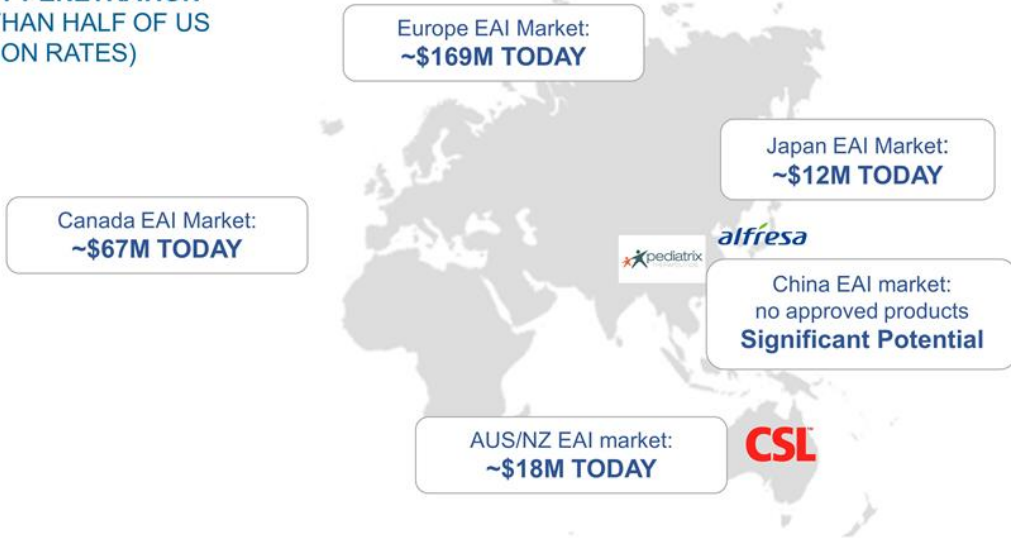 THAN HALF OF US
ON RATES)
Europe EAI Market:
~$169M TODAY
Japan EAI Market:
~$12M TODAY
Canada EAI Market:
~$67M TODAY
alfresa
pediatrix
China EAI market:
no approved products
Significant Potential
AUS/NZ EAI market:
~$18M TODAY
CSL